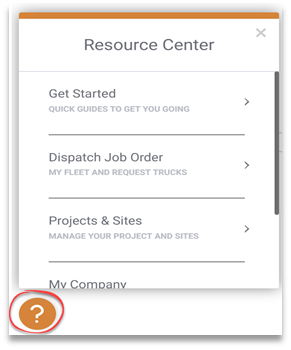 Resource Center
Get Started
QUICK GUIDES TO GET YOU GOING
Dispatch Job Order
MY FLEET AND REQUEST TRUCKS
Projects & Sites
MANAGE YOUR PROJECT AND SITES
My Company
?